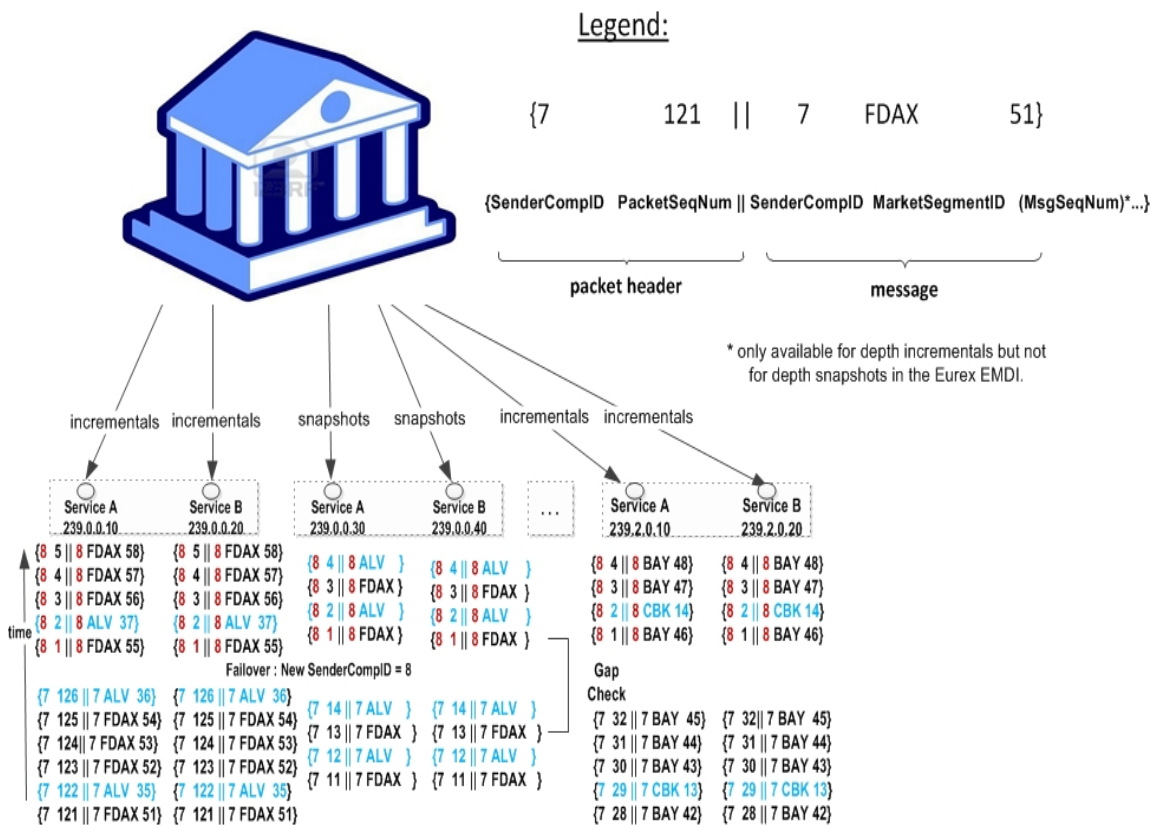 Legend:
{7 121 || 7 FDAX 51}
{SenderCompID PacketSeqNum || SenderCompID MarketSegmentID (MsgSeqNum)*...}
packet header message
* only available for depth incrementals but not
for depth snapshots in the Eurex EMDI.
incrementals incrementals snapshots snapshots incrementals incrementals
Service A Service B Service A Service B ... Service A Service B
239.0.0.10 239.0.0.20 239.0.0.30 239.0.0.40 239.2.0.10 239.2.0.20
{8 5 || 8 FDAX 58} {8 5 || 8 FDAX 58} {8 4 || 8 ALV } {8 4 || 8 ALV } {8 4 || 8 BAY 48} {8 4 || 8 BAY 48}
{8 4 || 8 FDAX 57} {8 4 || 8 FDAX 57} {8 3 || 8 FDAX } {8 3 || 8 FDAX } {8 3 || 8 BAY 47} {8 3 || 8 BAY 47}
{8 3 || 8 FDAX 56} {8 3 || 8 FDAX 56} {8 2 || 8 ALV } {8 2 || 8 ALV } {8 2 || 8 CBK 14} {8 2 || 8 CBK 14}
time {8 2 || 8 ALV 37} {8 2 || 8 ALV 37} {8 1 || 8 FDAX } {8 1 || 8 FDAX } {8 1 || 8 BAY 46} {8 1 || 8 BAY 46}
{8 1 || 8 FDAX 55} {8 1 || 8 FDAX 55}
Failover : New SenderCompID = 8
Gap
Check
{7 126 || 7 ALV 36} {7 126 || 7 ALV 36} {7 14 || 7 ALV } {7 14 || 7 ALV } {7 32 || 7 BAY 45} {7 32|| 7 BAY 45}
{7 125 || 7 FDAX 54} {7 125 || 7 FDAX 54} {7 13 || 7 FDAX } {7 13 || 7 FDAX } {7 31 || 7 BAY 44} {7 31 || 7 BAY 44}
{7 124|| 7 FDAX 53} {7 124 || 7 FDAX 53} {7 12 || 7 ALV } {7 12 || 7 ALV } {7 30 || 7 BAY 43} {7 30 || 7 BAY 43}
{7 123 || 7 FDAX 52} {7 123 || 7 FDAX 52} {7 11 || 7 FDAX } {7 11 || 7 FDAX } {7 29 || 7 CBK 13} {7 29 || 7 CBK 13}
{7 122 || 7 ALV 35} {7 122 || 7 ALV 35} {7 28 || 7 BAY 42} {7 28 || 7 BAY 42}
{7 121 || 7 FDAX 51} {7 121 || 7 FDAX 51}